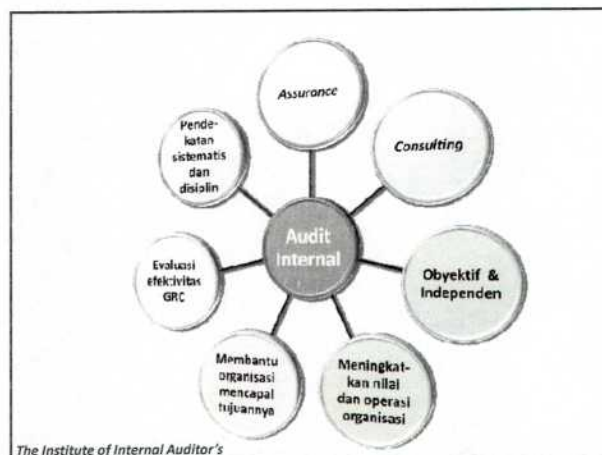 Assurance
Consulting
Obyektif &
Independen
Meningkat-
kan nilai
dan operasi
organisasi
Membantu
organisasi
mencapai
tujuannya
Evaluasi
efektivitas
GRC
Pende-
katan
sistematis
dan
disiplin
Audit
Internal
The Institute of Internal Auditor's